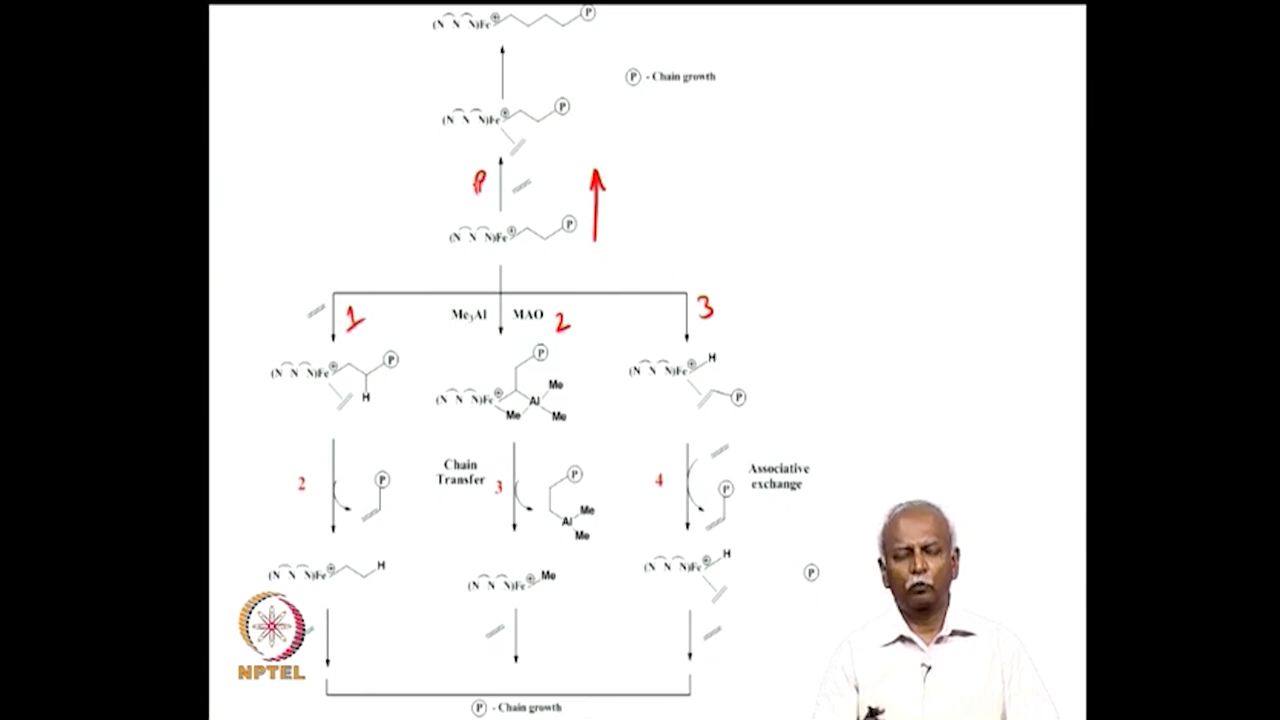 (N N N)Fe⊕ P
P - Chain growth
(N N N)Fe⊕ P
P
(N N N)Fe⊕ P
1
Me3Al MAO 2
3
(N N N)Fe⊕ P
H
P
(N N N)Fe⊕ Al Me
Me Me
(N N N)Fe⊕ H
P
2
P
Chain
Transfer 3
P
Al Me
Me
4
P
Associative
exchange
(N N N)Fe⊕ H
(N N N)Fe⊕ Me
(N N N)Fe⊕ H
P
NPTEL
P - Chain growth